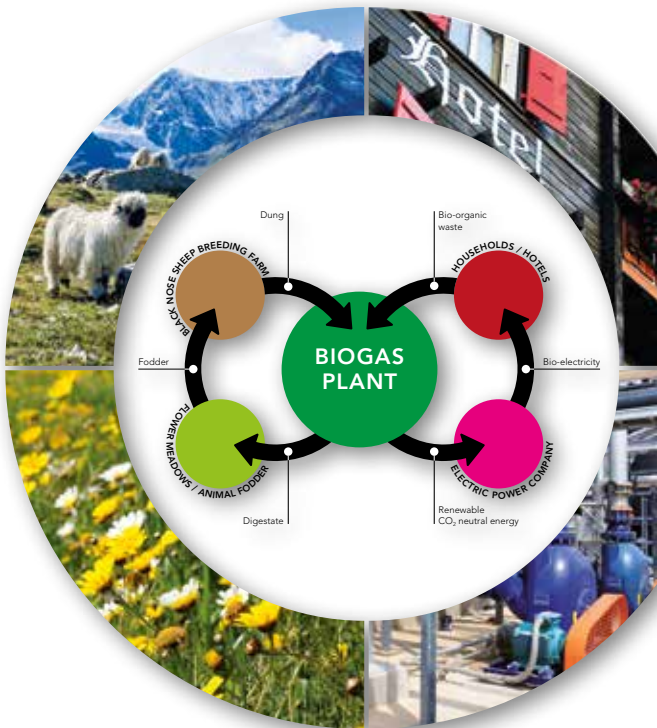 Hotel
Dung
Bio-organic
waste
BLACK NOSE SHEEP BREEDING FARM
HOUSEHOLDS / HOTELS
BIOGAS
PLANT
Fodder
Bio-electricity
FLOWER MEADOWS / ANIMAL FODDER
ELECTRIC POWER COMPANY
Digestate
Renewable
CO₂ neutral energy